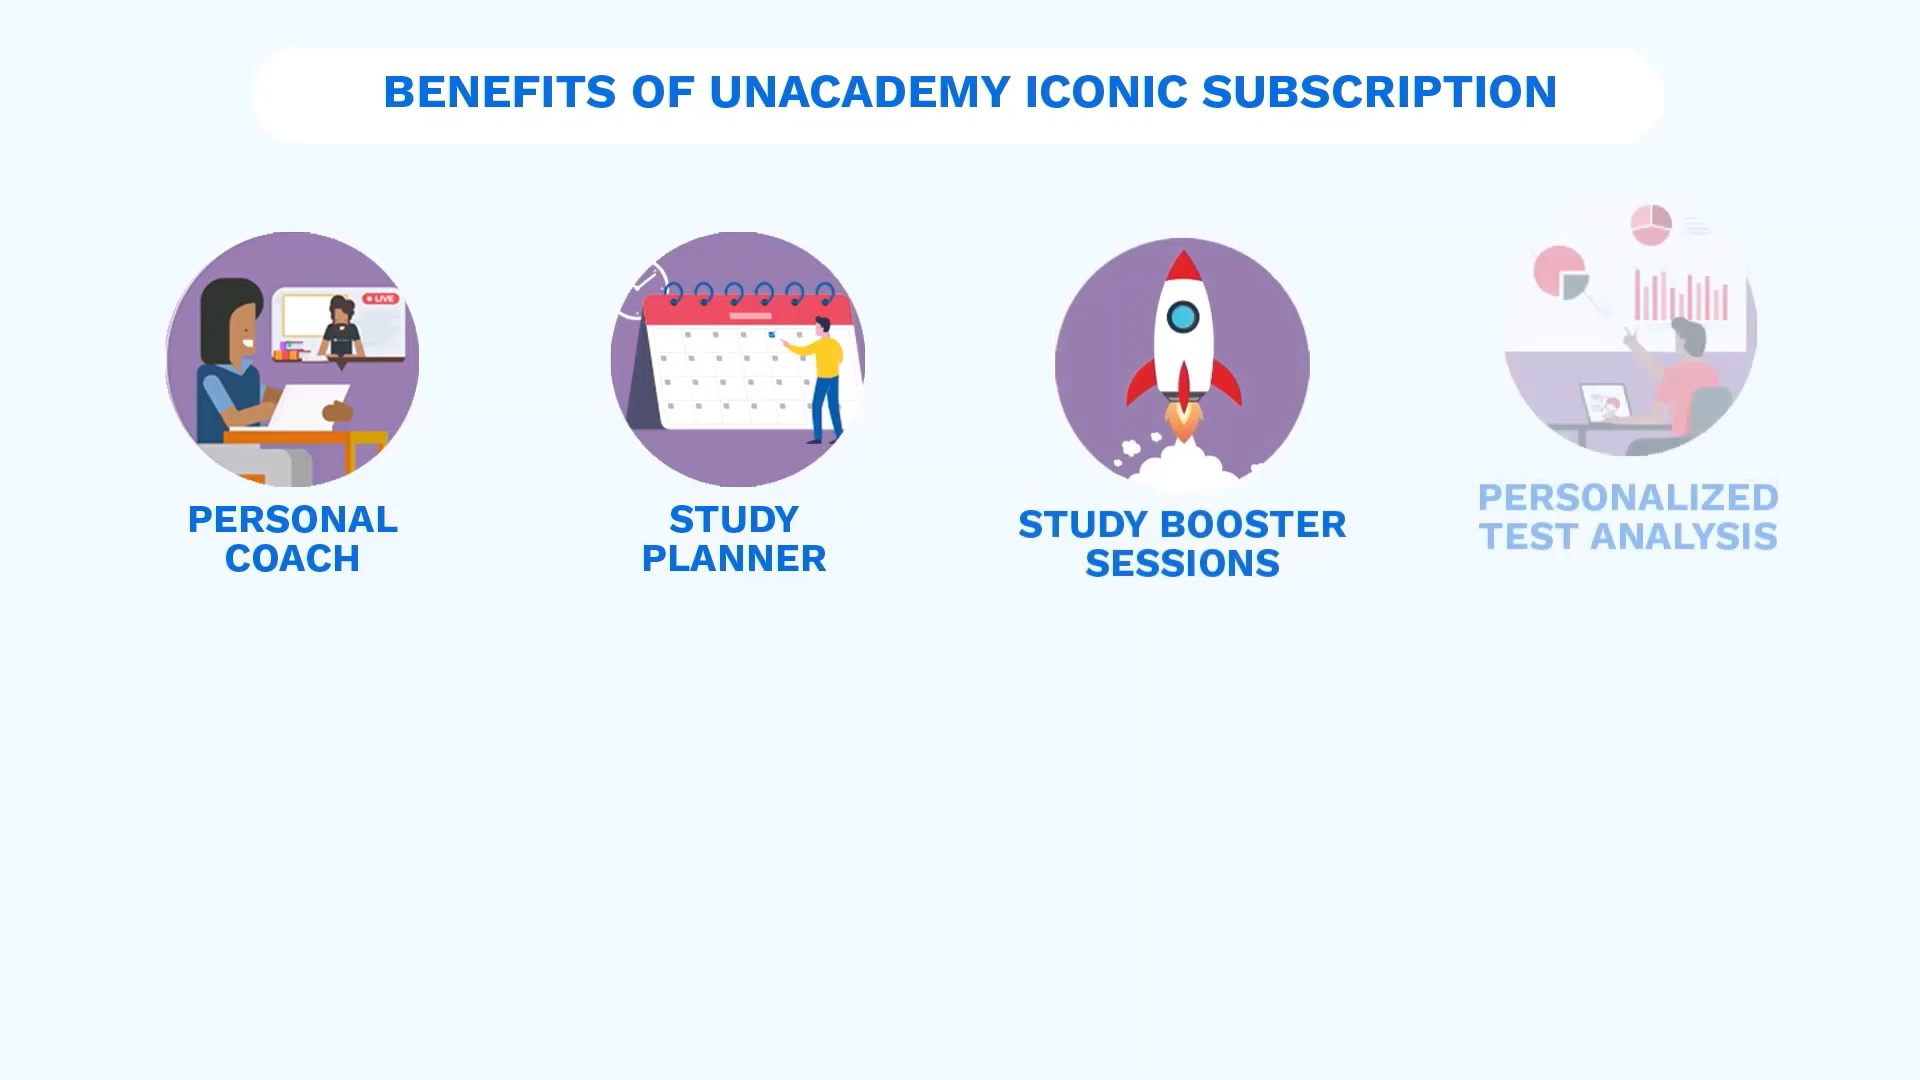 BENEFITS OF UNACADEMY ICONIC SUBSCRIPTION
LIVE
PERSONAL
COACH
STUDY
PLANNER
STUDY BOOSTER
SESSIONS
PERSONALIZED
TEST ANALYSIS